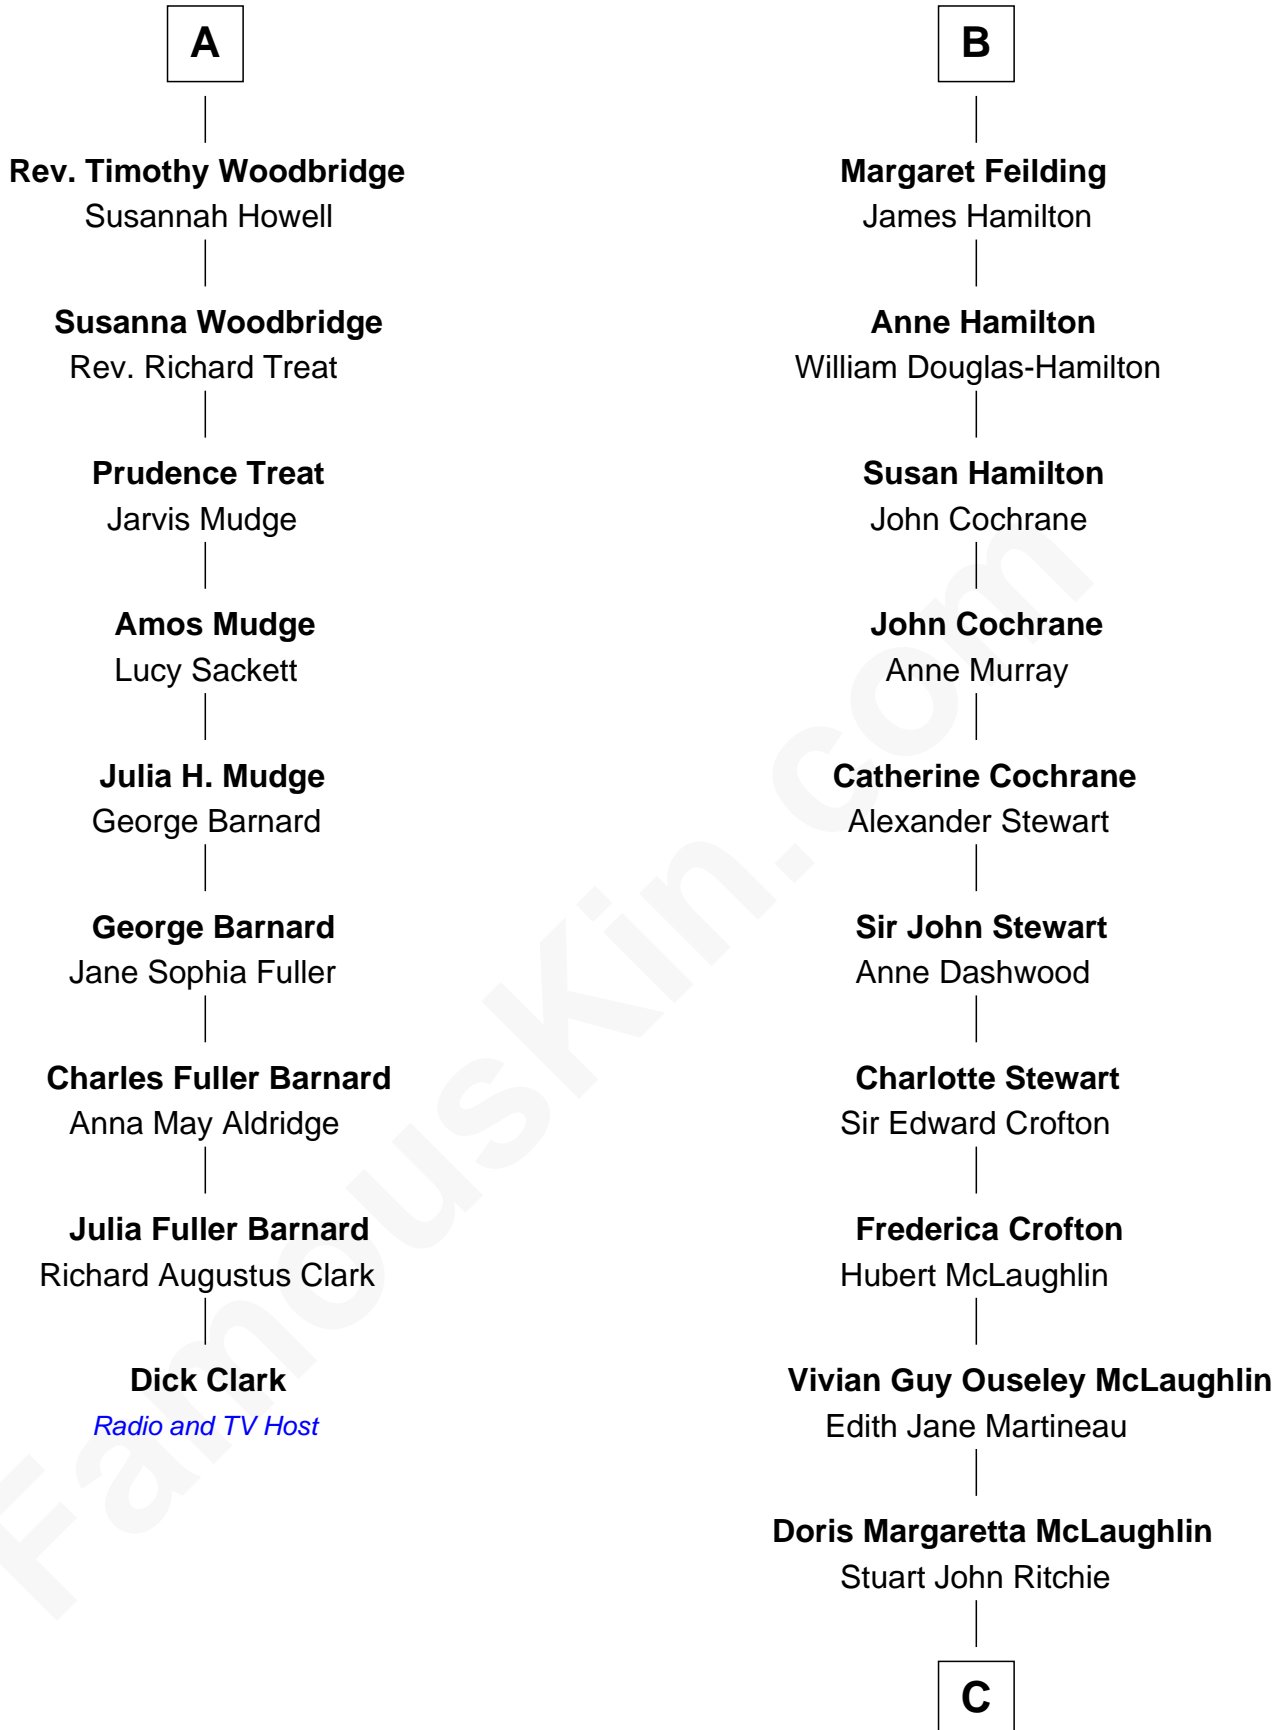 A
Rev. Timothy Woodbridge
Susannah Howell
Susanna Woodbridge
Rev. Richard Treat
Prudence Treat
Jarvis Mudge
Amos Mudge
Lucy Sackett
Julia H. Mudge
George Barnard
George Barnard
Jane Sophia Fuller
Charles Fuller Barnard
Anna May Aldridge
Julia Fuller Barnard
Richard Augustus Clark
Dick Clark
Radio and TV Host
B
Margaret Feilding
James Hamilton
Anne Hamilton
William Douglas-Hamilton
Susan Hamilton
John Cochrane
John Cochrane
Anne Murray
Catherine Cochrane
Alexander Stewart
Sir John Stewart
Anne Dashwood
Charlotte Stewart
Sir Edward Crofton
Frederica Crofton
Hubert McLaughlin
Vivian Guy Ouseley McLaughlin
Edith Jane Martineau
Doris Margaretta McLaughlin
Stuart John Ritchie
C
FamousKin.com